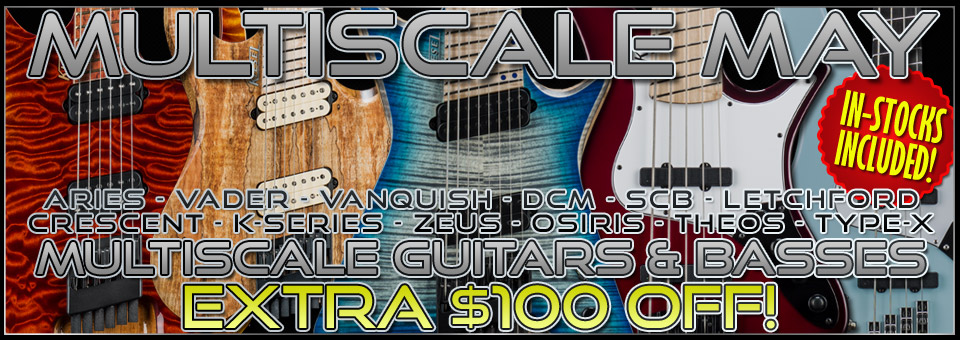 MULTISCALE MAY
IN-STOCKS
INCLUDED!
ARIES - VADER - VANQUISH - DCM - SCB - LETCHFORD
CRESCENT - K-SERIES - ZEUS - OSIRIS - THEOS - TYPE-X
MULTISCALE GUITARS & BASSES
EXTRA $100 OFF!